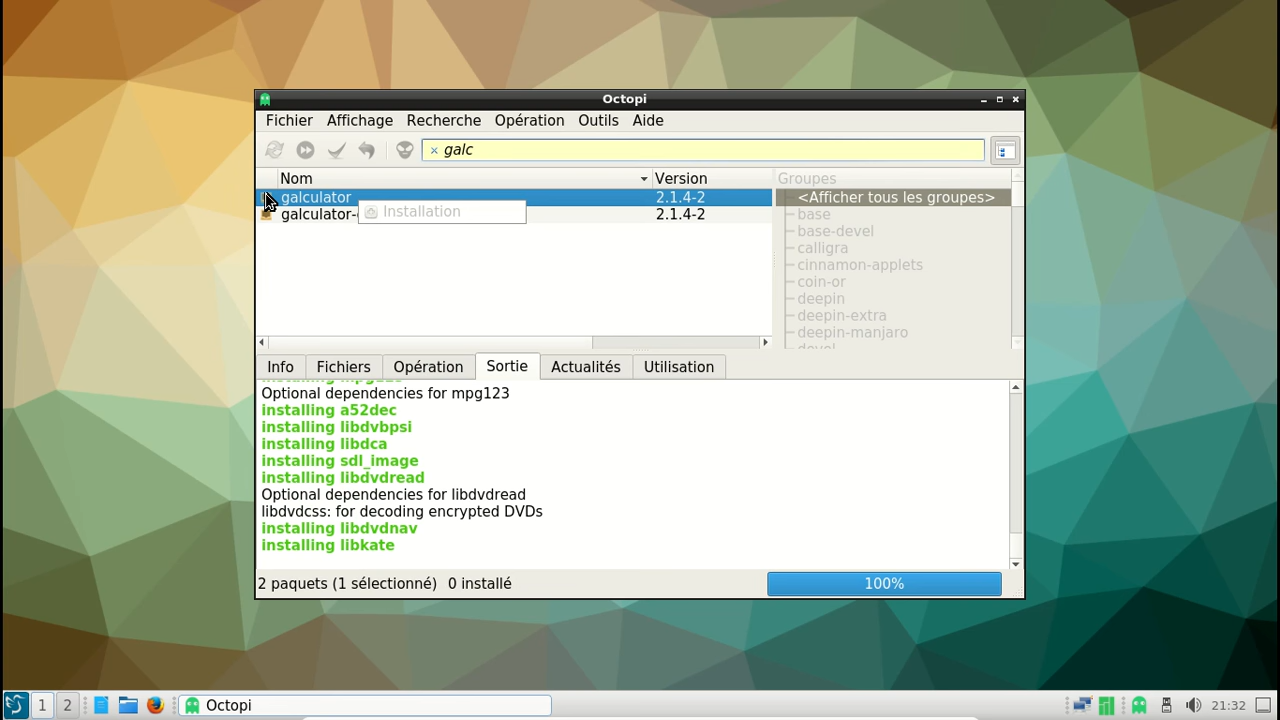 Octopi
Fichier Affichage Recherche Opération Outils Aide
galc
Nom Version Groupes
galculator 2.1.4-2 <Afficher tous les groupes>
Installation
galculator- 2.1.4-2 base
base-devel
calligra
cinnamon-applets
coin-or
deepin
deepin-extra
deepin-manjaro
devel
Info Fichiers Opération Sortie Actualités Utilisation
installing mpg123
Optional dependencies for mpg123
installing a52dec
installing libdvbpsi
installing libdca
installing sdl_image
installing libdvdread
Optional dependencies for libdvdread
libdvdcss: for decoding encrypted DVDs
installing libdvdnav
installing libkate
2 paquets (1 sélectionné) 0 installé 100%
1 2 Octopi 21:32